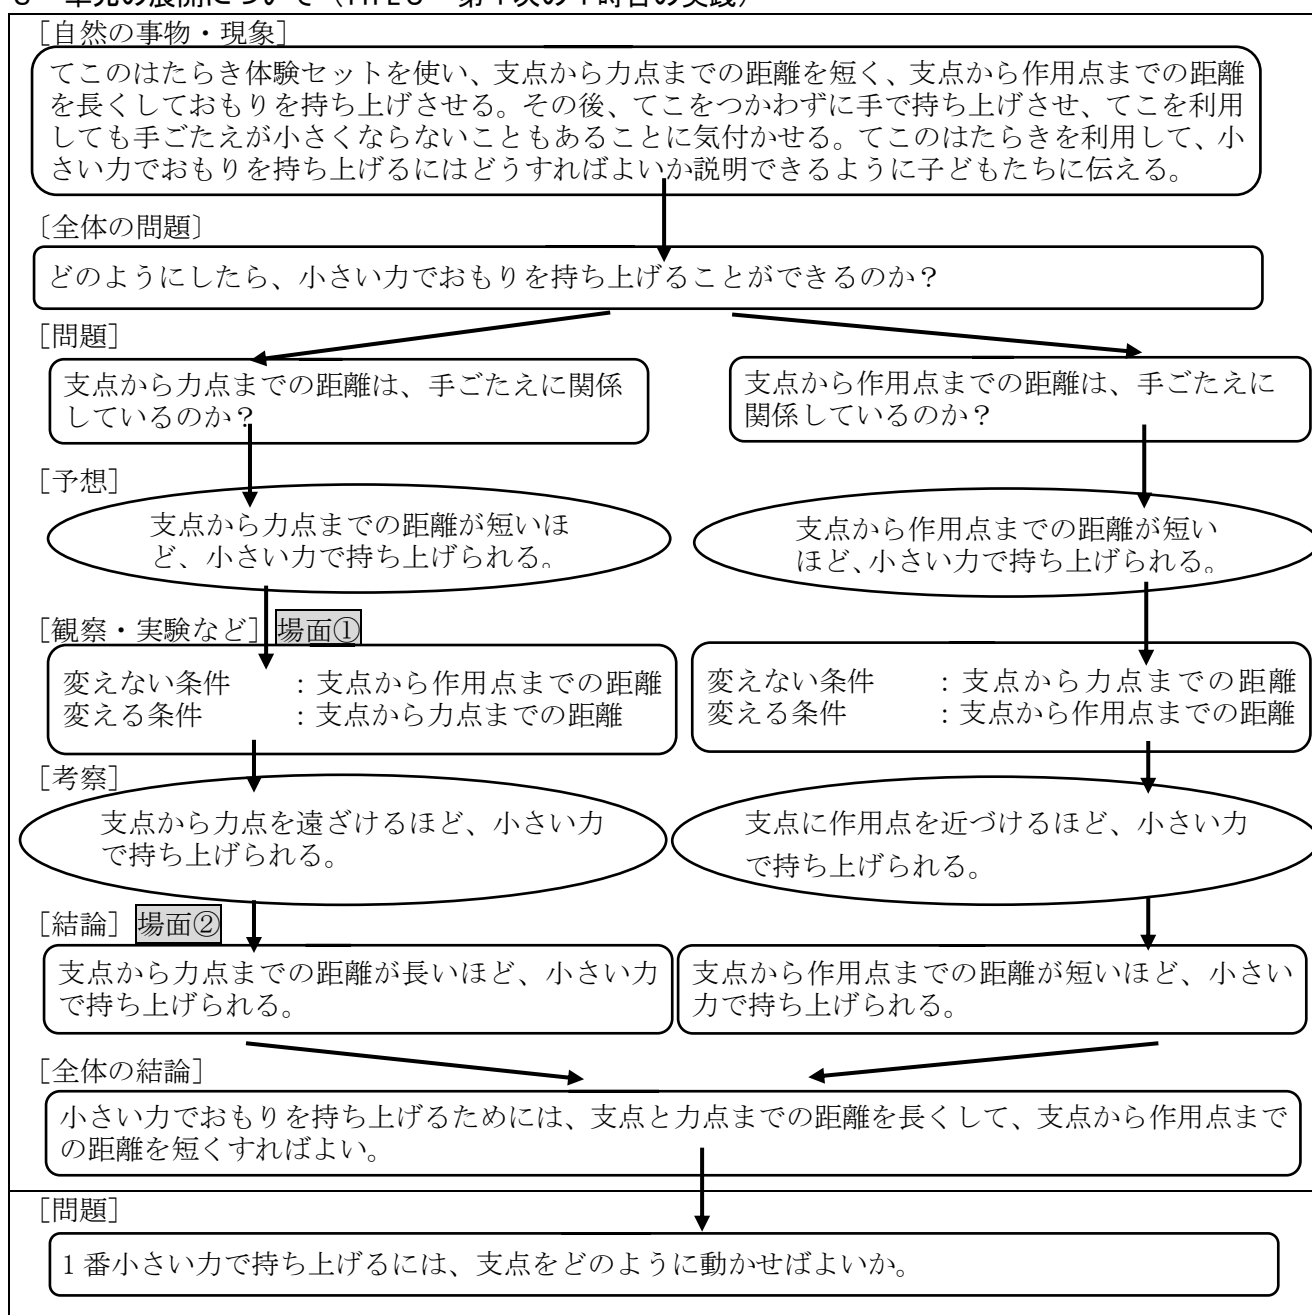 [自然の事物・現象]
てこのはたらき体験セットを使い、支点から力点までの距離を短く、支点から作用点までの距離
を長くしておもりを持ち上げさせる。その後、てこをつかわずに手で持ち上げさせ、てこを利用
しても手ごたえが小さくならないこともあることに気付かせる。てこのはたらきを利用して、小
さい力でおもりを持ち上げるにはどうすればよいか説明できるように子どもたちに伝える。
〔全体の問題〕
どのようにしたら、小さい力でおもりを持ち上げることができるのか？
[問題]
支点から力点までの距離は、手ごたえに関係
しているのか？
支点から作用点までの距離は、手ごたえに
関係しているのか？
[予想]
支点から力点までの距離が短いほ
ど、小さい力で持ち上げられる。
支点から作用点までの距離が短い
ほど、小さい力で持ち上げられる。
[観察・実験など] 場面①
変えない条件　　：支点から作用点までの距離
変える条件　　　：支点から力点までの距離
変えない条件　　：支点から力点までの距離
変える条件　　　：支点から作用点までの距離
[考察]
支点から力点を遠ざけるほど、小さい力
で持ち上げられる。
支点に作用点を近づけるほど、小さい力
で持ち上げられる。
[結論] 場面②
支点から力点までの距離が長いほど、小さい力
で持ち上げられる。
支点から作用点までの距離が短いほど、小さい
力で持ち上げられる。
[全体の結論]
小さい力でおもりを持ち上げるためには、支点と力点までの距離を長くして、支点から作用点まで
の距離を短くすればよい。
[問題]
１番小さい力で持ち上げるには、支点をどのように動かせばよいか。